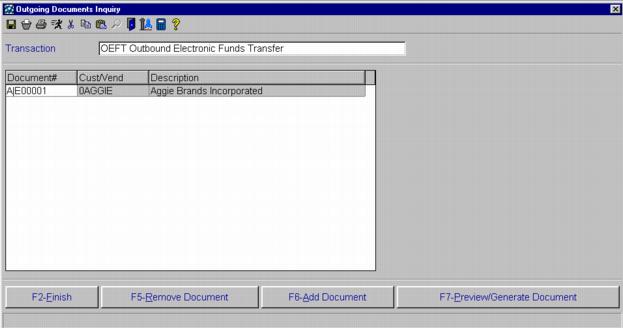 Outgoing Documents Inquiry
Transaction OEFT Outbound Electronic Funds Transfer
Document# Cust/Vend Description
AE00001 0AGGIE Aggie Brands Incorporated
F2-Finish F5-Remove Document F6-Add Document F7-Preview/Generate Document